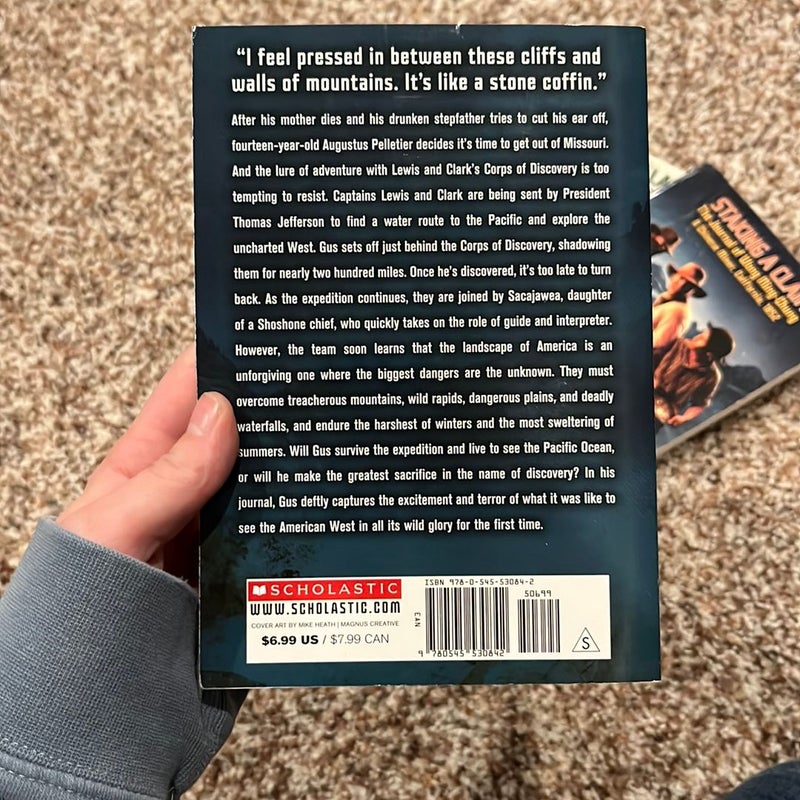 “I feel pressed in between these cliffs and
walls of mountains. It’s like a stone coffin.”
After his mother dies and his drunken stepfather tries to cut his ear off,
fourteen-year-old Augustus Pelletier decides it’s time to get out of Missouri.
And the lure of adventure with Lewis and Clark’s Corps of Discovery is too
tempting to resist. Captains Lewis and Clark are being sent by President
Thomas Jefferson to find a water route to the Pacific and explore the
uncharted West. Gus sets off just behind the Corps of Discovery, shadowing
them for nearly two hundred miles. Once he’s discovered, it’s too late to turn
back. As the expedition continues, they are joined by Sacajawea, daughter
of a Shoshone chief, who quickly takes on the role of guide and interpreter.
However, the team soon learns that the landscape of America is an
unforgiving one where the biggest dangers are the unknown. They must
overcome treacherous mountains, wild rapids, dangerous plains, and deadly
waterfalls, and endure the harshest of winters and the most sweltering of
summers. Will Gus survive the expedition and live to see the Pacific Ocean,
or will he make the greatest sacrifice in the name of discovery? In his
journal, Gus deftly captures the excitement and terror of what it was like to
see the American West in all its wild glory for the first time.
SCHOLASTIC
WWW.SCHOLASTIC.COM
COVER ART BY MIKE HEATH | MAGNUS CREATIVE
$6.99 US / $7.99 CAN
ISBN 978-0-545-53084-2
50699
EAN
9 780545 530842
S
STAKING A CLAI
The Journal of Wong Ming-Chung
A Chinese Miner, California, 1852